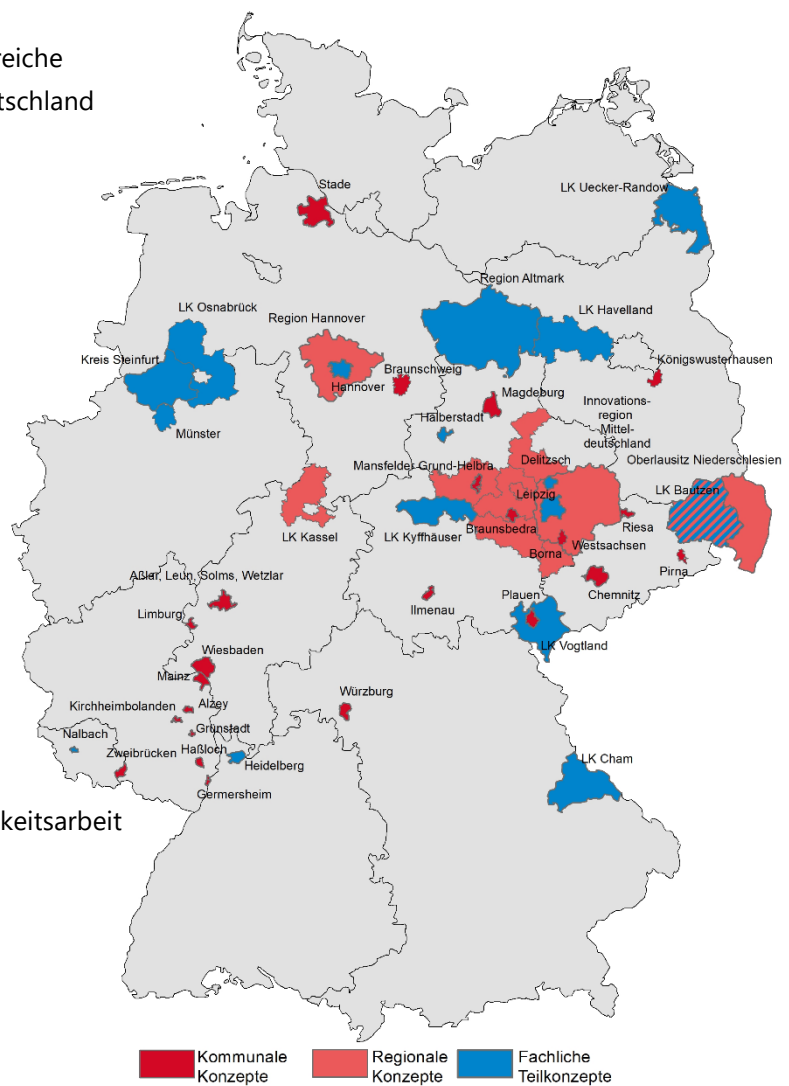 reiche
tschland
Stade
LK Uecker-Randow
Region Altmark
LK Osnabrück
LK Havelland
Region Hannover
Kreis Steinfurt
Königswusterhausen
Braunschweig
Hannover
Magdeburg
Innovations-
region
Mittel-
deutschland
Halberstadt
Münster
Delitzsch
Oberlausitz Niederschlesien
Mansfelder Grund-Helbra
LK Bautzen
Leipzig
LK Kassel
LK Kyffhäuser
Braunsbedra
Riesa
Borna
Westsachsen
Pirna
Aßlar, Leun, Solms, Wetzlar
Chemnitz
Plauen
Ilmenau
Limburg
LK Vogtland
Wiesbaden
Mainz
Würzburg
Kirchheimbolanden
Alzey
Grünstadt
Nalbach
Zweibrücken
Haßloch
Heidelberg
LK Cham
Germersheim
keitsarbeit
Kommunale
Konzepte
Regionale
Konzepte
Fachliche
Teilkonzepte